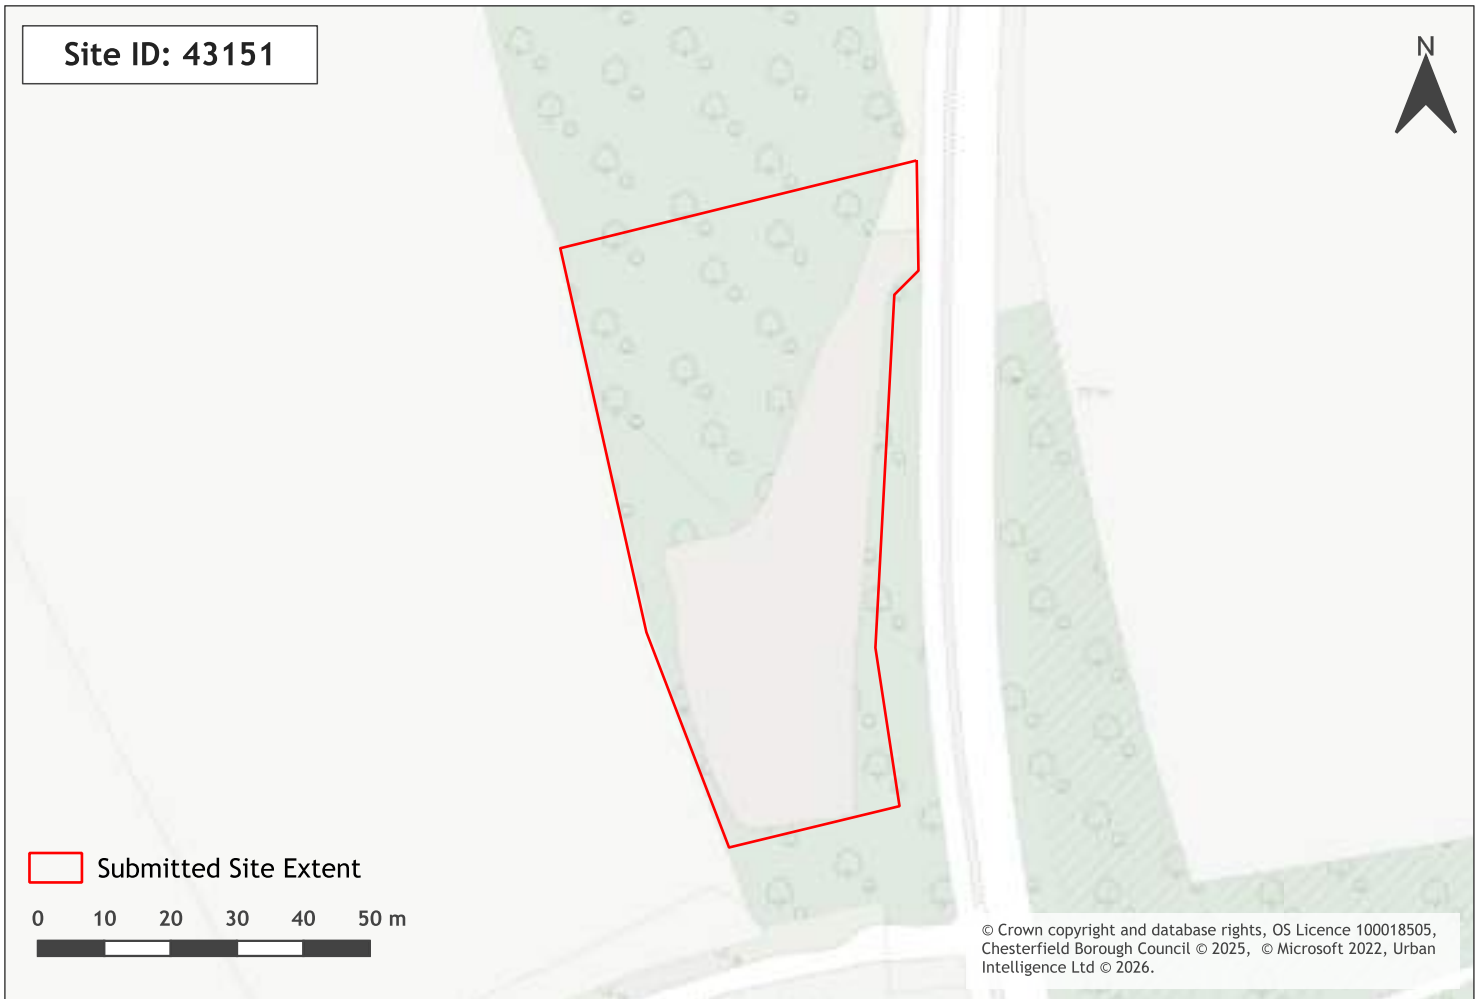 Site ID: 43151
N
Submitted Site Extent
0 10 20 30 40 50 m
© Crown copyright and database rights, OS Licence 100018505,
Chesterfield Borough Council © 2025, © Microsoft 2022, Urban
Intelligence Ltd © 2026.